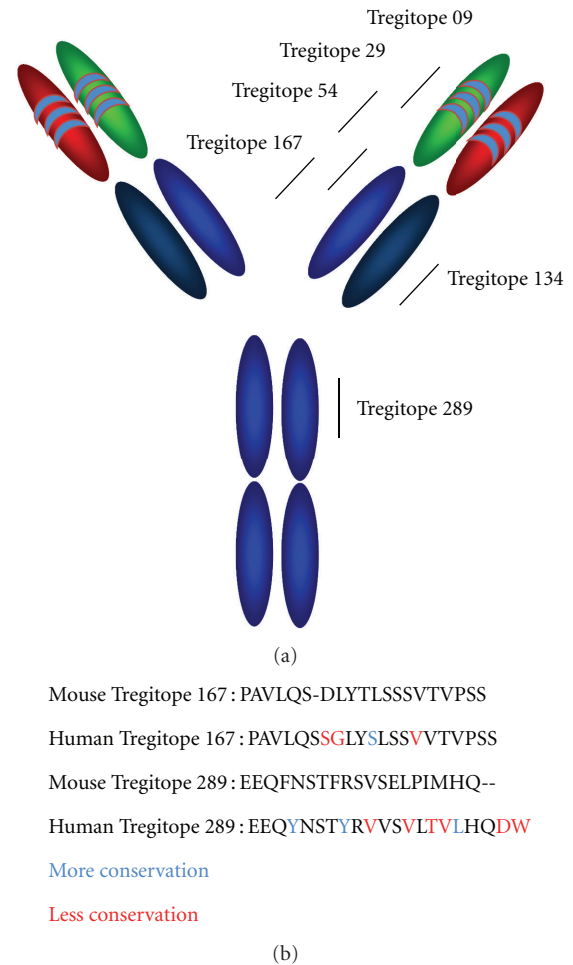 Tregitope 09
Tregitope 29
Tregitope 54
Tregitope 167
Tregitope 134
Tregitope 289
(a)
Mouse Tregitope 167 : PAVLQS-DLYTLSSSVTVPSS
Human Tregitope 167 : PAVLQSSGLYSLSSVVTVPSS
Mouse Tregitope 289 : EEQFNSTFRSVSELPIMHQ--
Human Tregitope 289 : EEQYNSTYRVVSVLTVLHQDW
More conservation
Less conservation
(b)